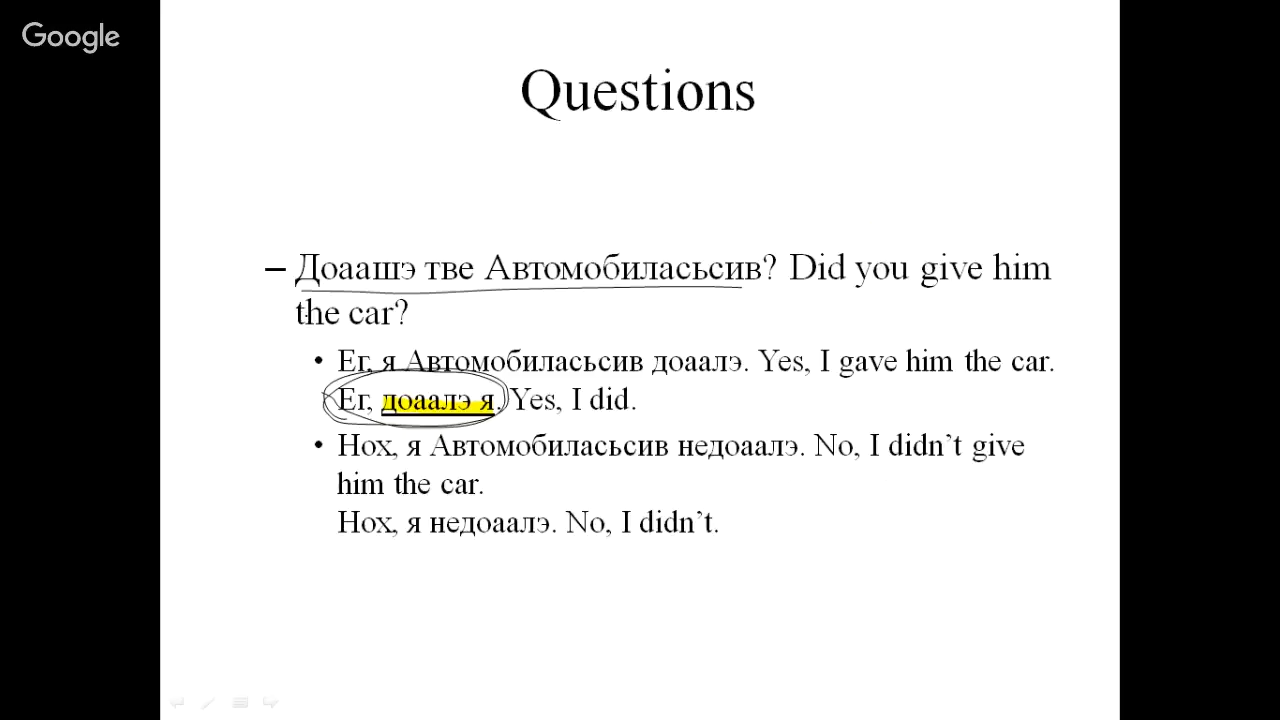 Google
Questions
– Доаашэ тве Автомобиласьсив? Did you give him
the car?
• Ег, я Автомобиласьсив доаалэ. Yes, I gave him the car.
Ег, доаалэ я. Yes, I did.
• Нох, я Автомобиласьсив недоаалэ. No, I didn’t give
him the car.
Нох, я недоаалэ. No, I didn’t.